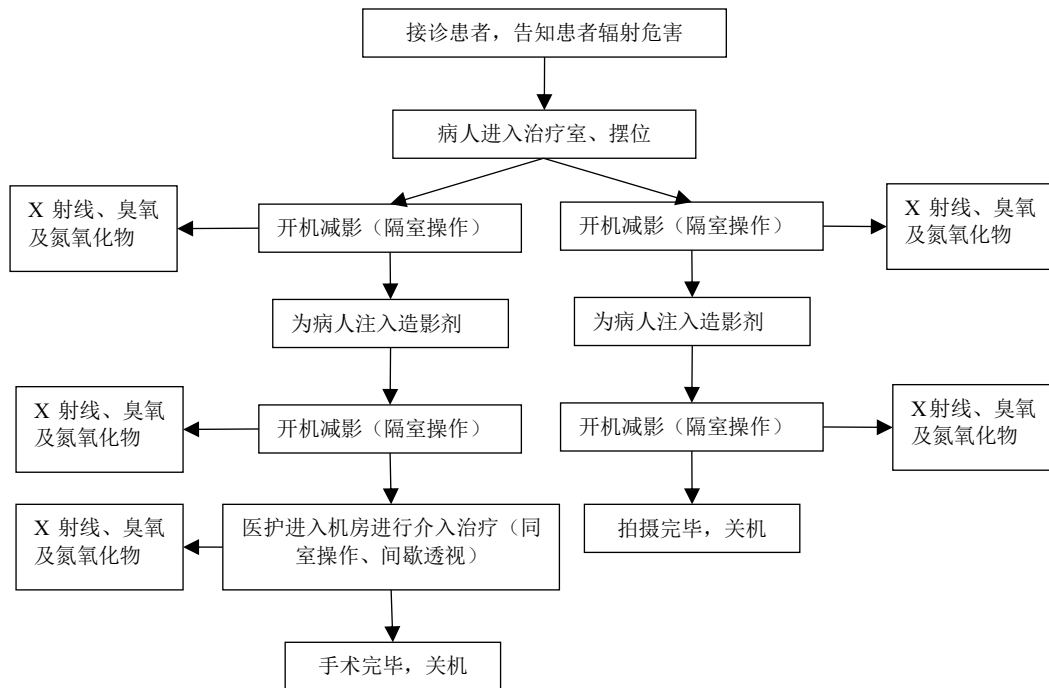 接诊患者，告知患者辐射危害
病人进入治疗室、摆位
X 射线、臭氧
及氮氧化物
开机减影（隔室操作）
开机减影（隔室操作）
X 射线、臭氧
及氮氧化物
为病人注入造影剂
为病人注入造影剂
X 射线、臭氧
及氮氧化物
开机减影（隔室操作）
开机减影（隔室操作）
X射线、臭氧
及氮氧化物
X 射线、臭氧
及氮氧化物
医护进入机房进行介入治疗（同
室操作、间歇透视）
拍摄完毕，关机
手术完毕，关机